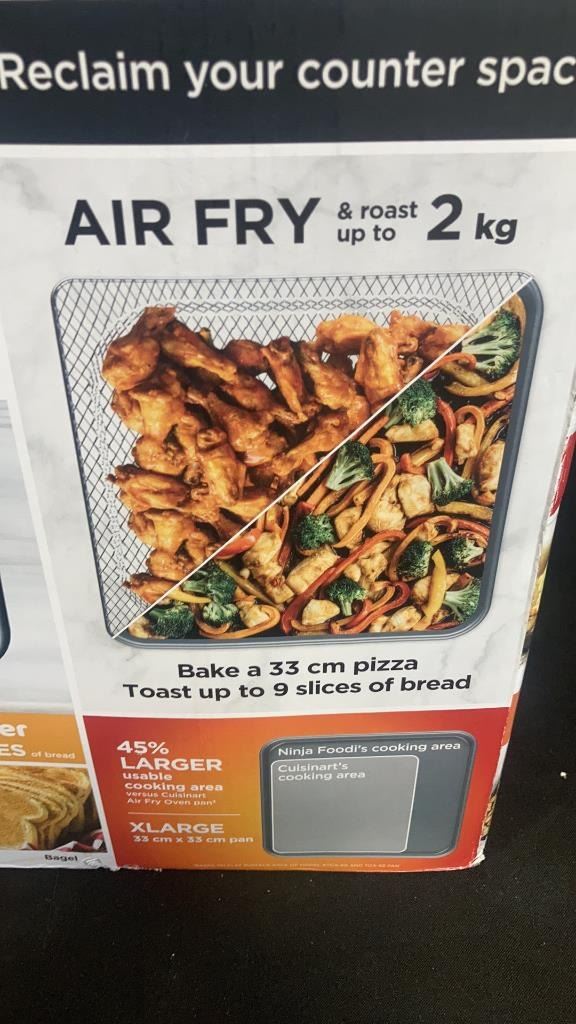 Reclaim your counter spac
AIR FRY & roast up to 2 kg
Bake a 33 cm pizza
Toast up to 9 slices of bread
er
ES of bread
Bagel
45%
LARGER
usable
cooking area
versus Cuisinart
Air Fry Oven pan*
XLARGE
33 cm x 33 cm pan
Ninja Foodi's cooking area
Cuisinart's
cooking area